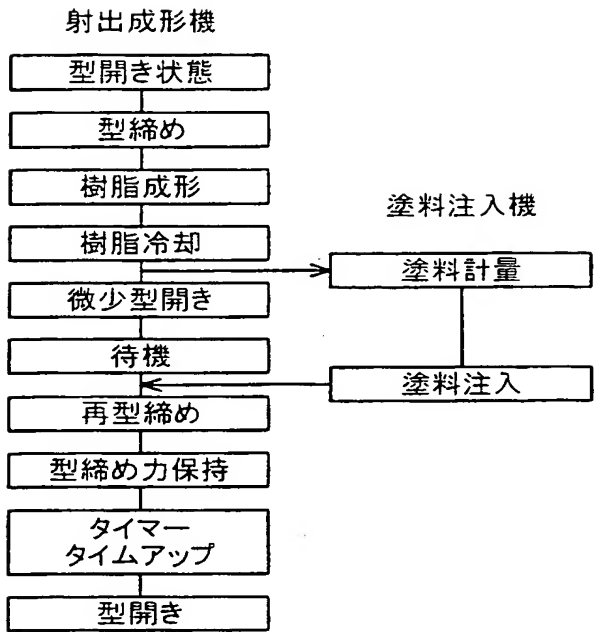 射出成形機
型開き状態
型締め
樹脂成形
樹脂冷却
微少型開き
待機
再型締め
型締め力保持
タイマー
タイムアップ
型開き
塗料注入機
塗料計量
塗料注入